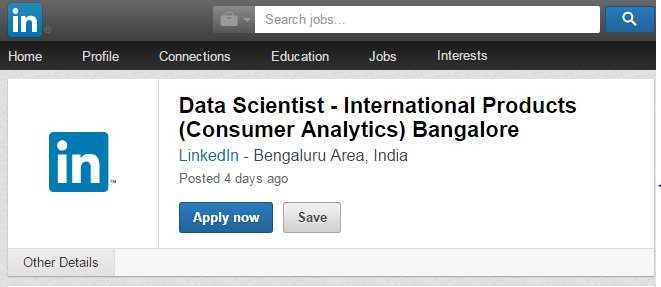 in Search jobs...
Home Profile Connections Education Jobs Interests
Data Scientist - International Products
(Consumer Analytics) Bangalore
in LinkedIn - Bengaluru Area, India
Posted 4 days ago
Apply now Save
Other Details